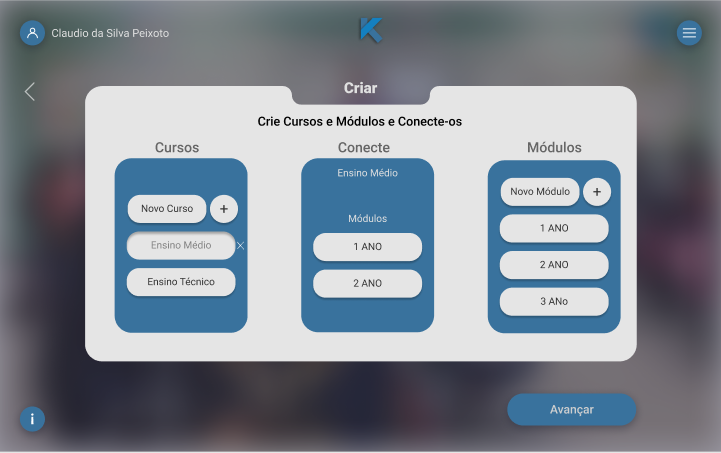 Claudio da Silva Peixoto
Criar
Crie Cursos e Módulos e Conecte-os
Cursos
Novo Curso +
Ensino Médio ×
Ensino Técnico
Conecte
Ensino Médio
Módulos
1 ANO
2 ANO
Módulos
Novo Módulo +
1 ANO
2 ANO
3 ANo
i
Avançar